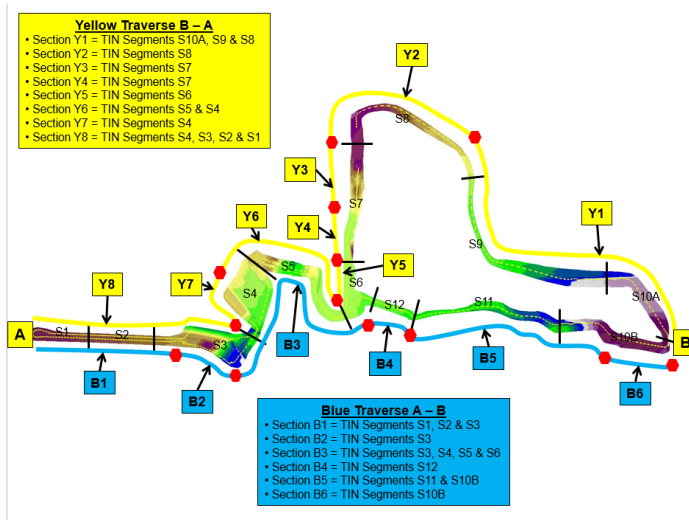 Yellow Traverse B – A
• Section Y1 = TIN Segments S10A, S9 & S8
• Section Y2 = TIN Segments S8
• Section Y3 = TIN Segments S7
• Section Y4 = TIN Segments S7
• Section Y5 = TIN Segments S6
• Section Y6 = TIN Segments S5 & S4
• Section Y7 = TIN Segments S4
• Section Y8 = TIN Segments S4, S3, S2 & S1
Y2
S8
Y3
S7
Y6
Y4
Y1
S9
S5
Y5
Y7
S4
S6
S10A
Y8
S12
S11
A
S1
S2
S3
B3
B4
B5
S10B
B
B1
B2
B6
Blue Traverse A – B
• Section B1 = TIN Segments S1, S2 & S3
• Section B2 = TIN Segments S3
• Section B3 = TIN Segments S3, S4, S5 & S6
• Section B4 = TIN Segments S12
• Section B5 = TIN Segments S11 & S10B
• Section B6 = TIN Segments S10B